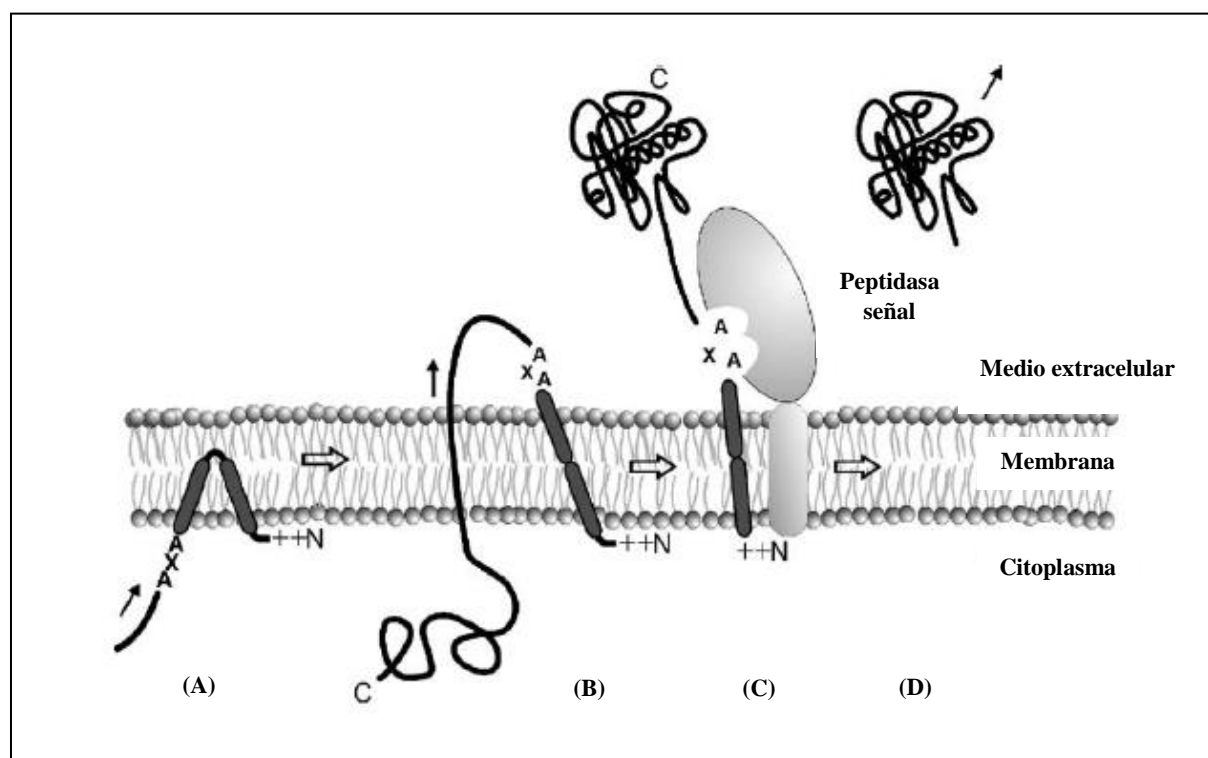 C
A
X
A
Peptidasa
señal
A
X
A
Medio extracelular
Membrana
++N
++N
++N
A
X
A
Citoplasma
C
(A)
(B)
(C)
(D)